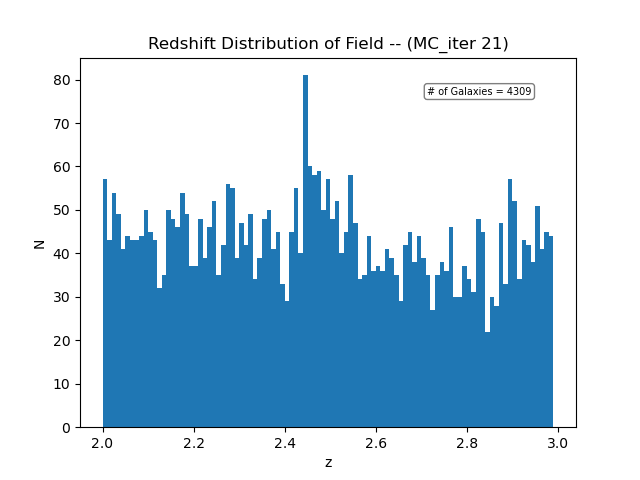 Redshift Distribution of Field -- (MC_iter 21)
# of Galaxies = 4309
80
70
60
50
40
30
20
10
0
N
2.0 2.2 2.4 2.6 2.8 3.0
z